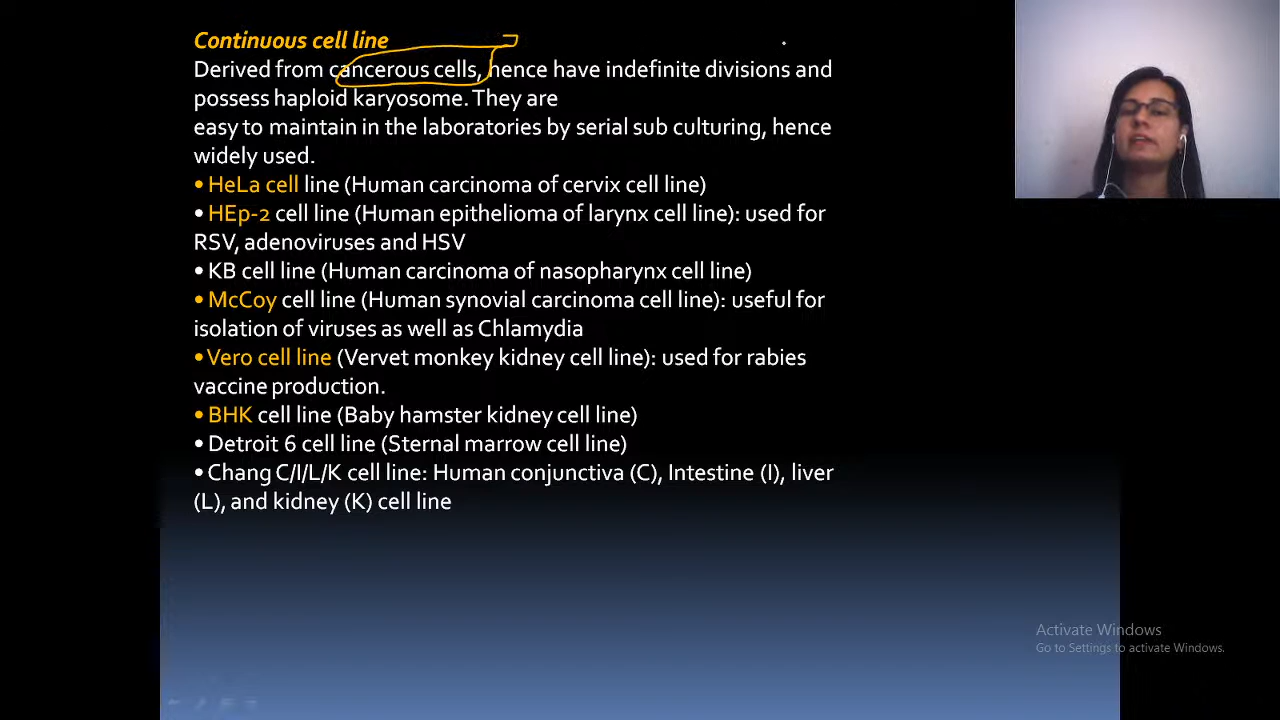 Continuous cell line
Derived from cancerous cells, hence have indefinite divisions and
possess haploid karyosome. They are
easy to maintain in the laboratories by serial sub culturing, hence
widely used.
• HeLa cell line (Human carcinoma of cervix cell line)
• HEp-2 cell line (Human epithelioma of larynx cell line): used for
RSV, adenoviruses and HSV
• KB cell line (Human carcinoma of nasopharynx cell line)
• McCoy cell line (Human synovial carcinoma cell line): useful for
isolation of viruses as well as Chlamydia
• Vero cell line (Vervet monkey kidney cell line): used for rabies
vaccine production.
• BHK cell line (Baby hamster kidney cell line)
• Detroit 6 cell line (Sternal marrow cell line)
• Chang C/I/L/K cell line: Human conjunctiva (C), Intestine (I), liver
(L), and kidney (K) cell line
Activate Windows
Go to Settings to activate Windows.